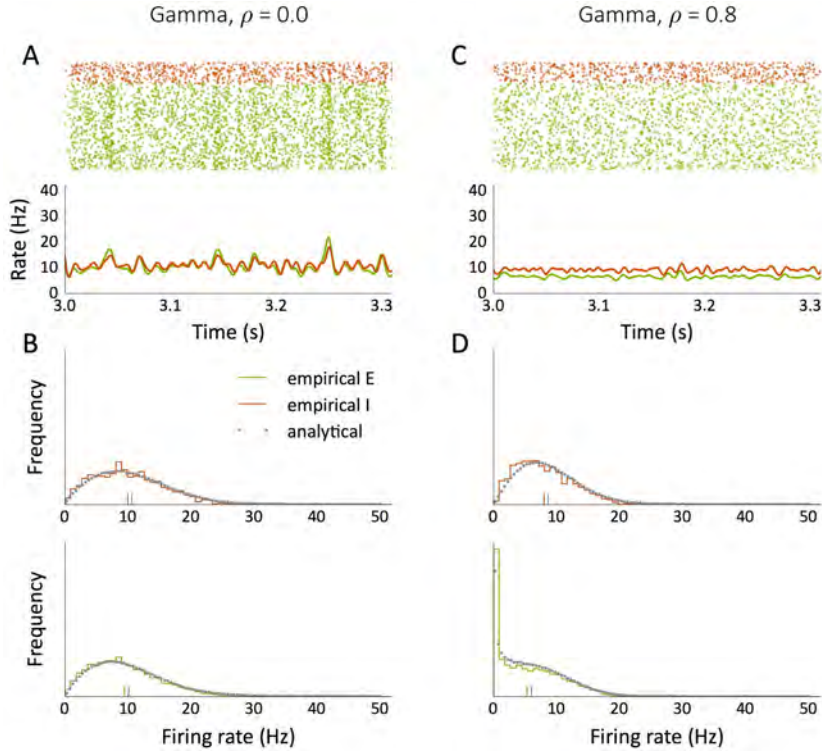 Gamma, ρ = 0.0
Gamma, ρ = 0.8
A
C
Rate (Hz)
40
30
20
10
0
3.0 3.1 3.2 3.3
Time (s)
40
30
20
10
0
3.0 3.1 3.2 3.3
Time (s)
B
D
empirical E
empirical I
analytical
Frequency
0 10 20 30 40 50
0 10 20 30 40 50
Frequency
0 10 20 30 40 50
Firing rate (Hz)
0 10 20 30 40 50
Firing rate (Hz)